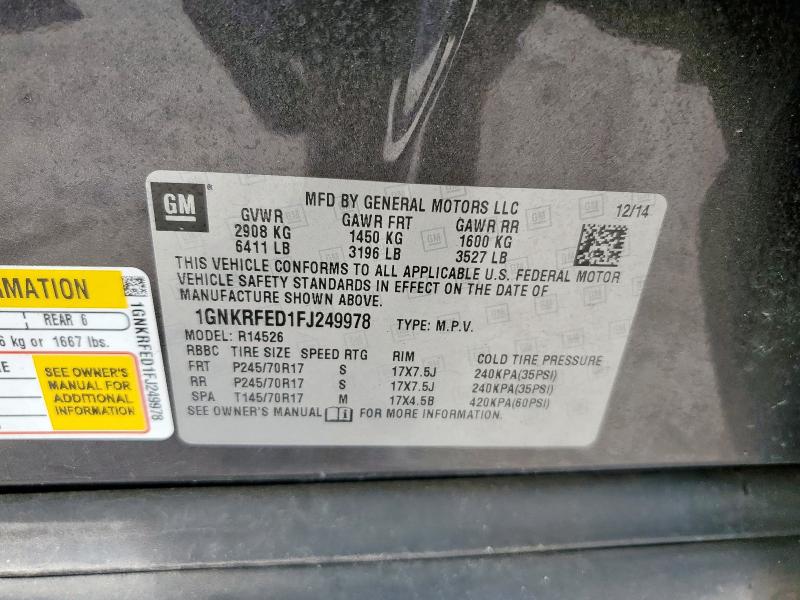 GM
MFD BY GENERAL MOTORS LLC
12/14
GVWR GAWR FRT GAWR RR
2908 KG 1450 KG 1600 KG
6411 LB 3196 LB 3527 LB
THIS VEHICLE CONFORMS TO ALL APPLICABLE U.S. FEDERAL MOTOR
VEHICLE SAFETY STANDARDS IN EFFECT ON THE DATE OF
MANUFACTURE SHOWN ABOVE.
1GNKRFED1FJ249978 TYPE: M.P.V.
MODEL: R14526
RBBC TIRE SIZE SPEED RTG RIM COLD TIRE PRESSURE
FRT P245/70R17 S 17X7.5J 240KPA(35PSI)
RR P245/70R17 S 17X7.5J 240KPA(35PSI)
SPA T145/70R17 M 17X4.5B 420KPA(60PSI)
SEE OWNER'S MANUAL FOR MORE INFORMATION.
REAR 6
kg or 1667 lbs.
SEE OWNER'S
MANUAL FOR
ADDITIONAL
INFORMATION
1GNKRFED1FJ249978